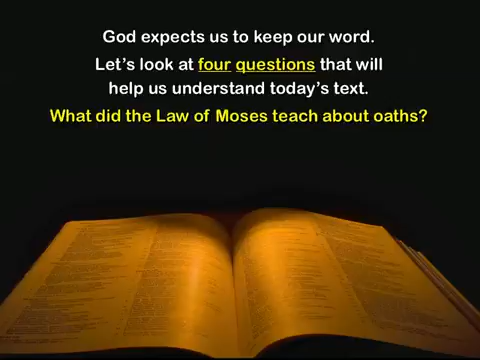 God expects us to keep our word.
Let's look at four questions that will
help us understand today's text.
What did the Law of Moses teach about oaths?